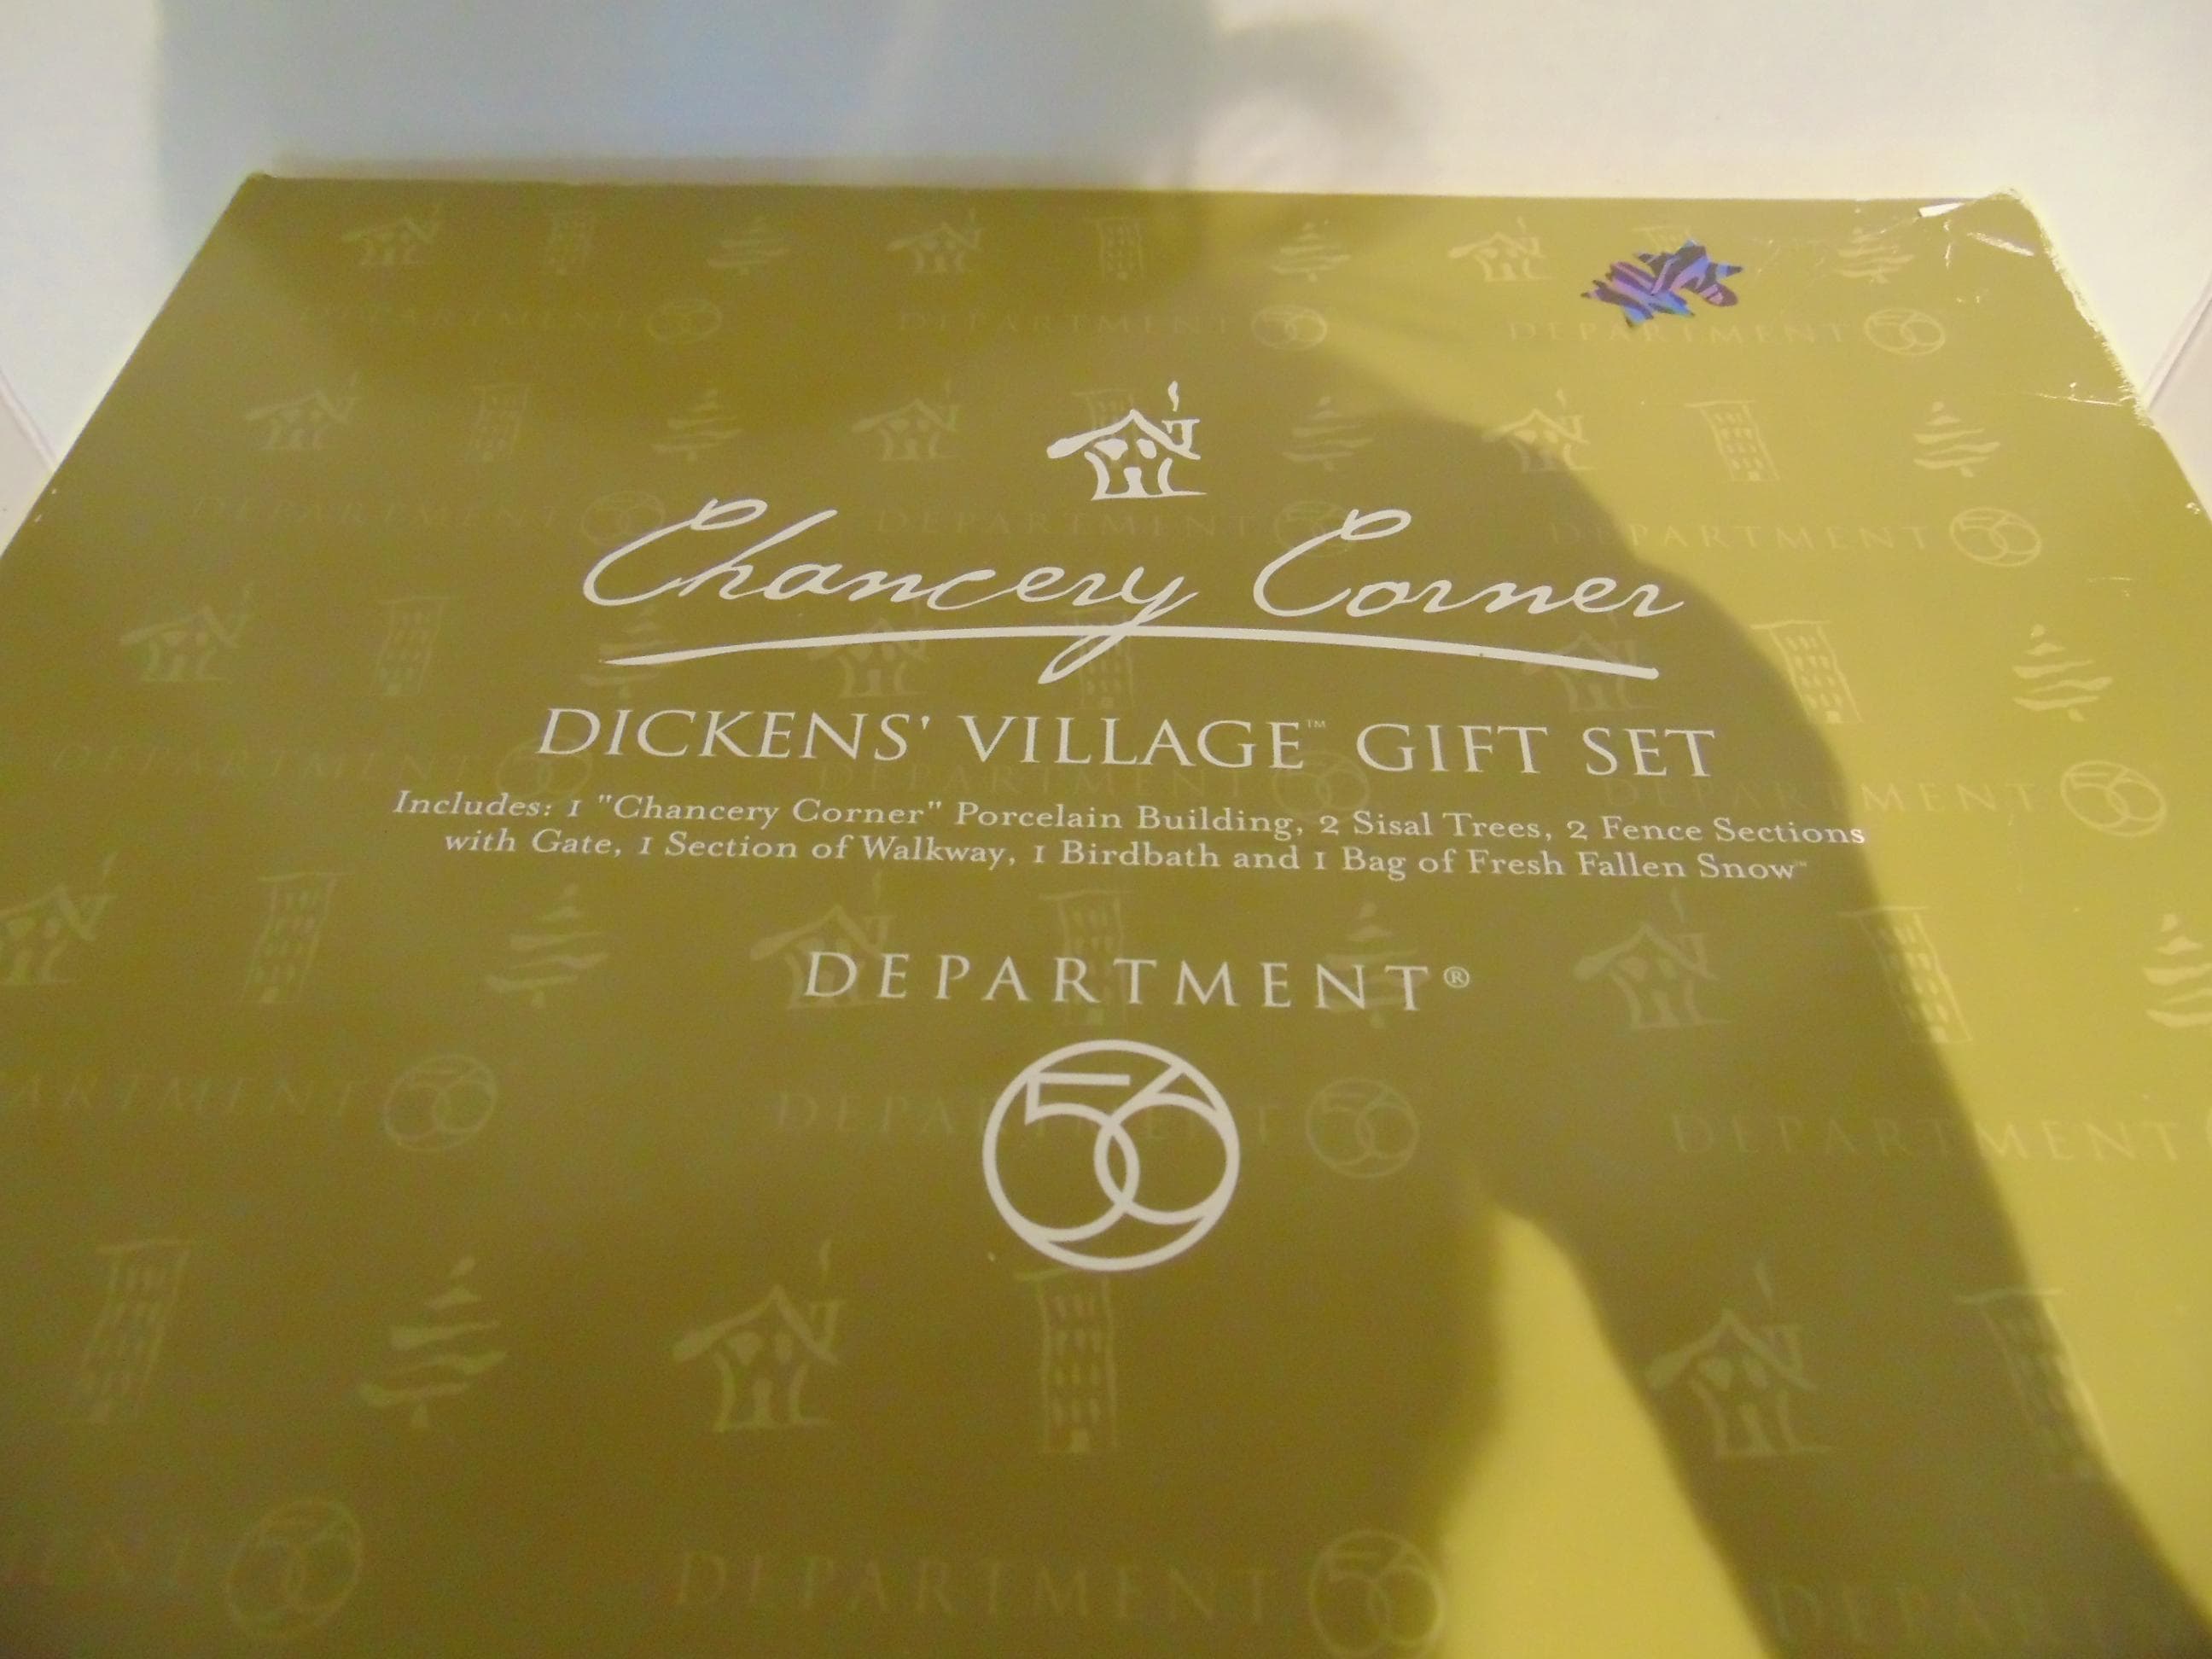 Chancery Corner
DICKENS' VILLAGE™ GIFT SET
Includes: 1 "Chancery Corner" Porcelain Building, 2 Sisal Trees, 2 Fence Sections
with Gate, 1 Section of Walkway, 1 Birdbath and 1 Bag of Fresh Fallen Snow™
DEPARTMENT®
56